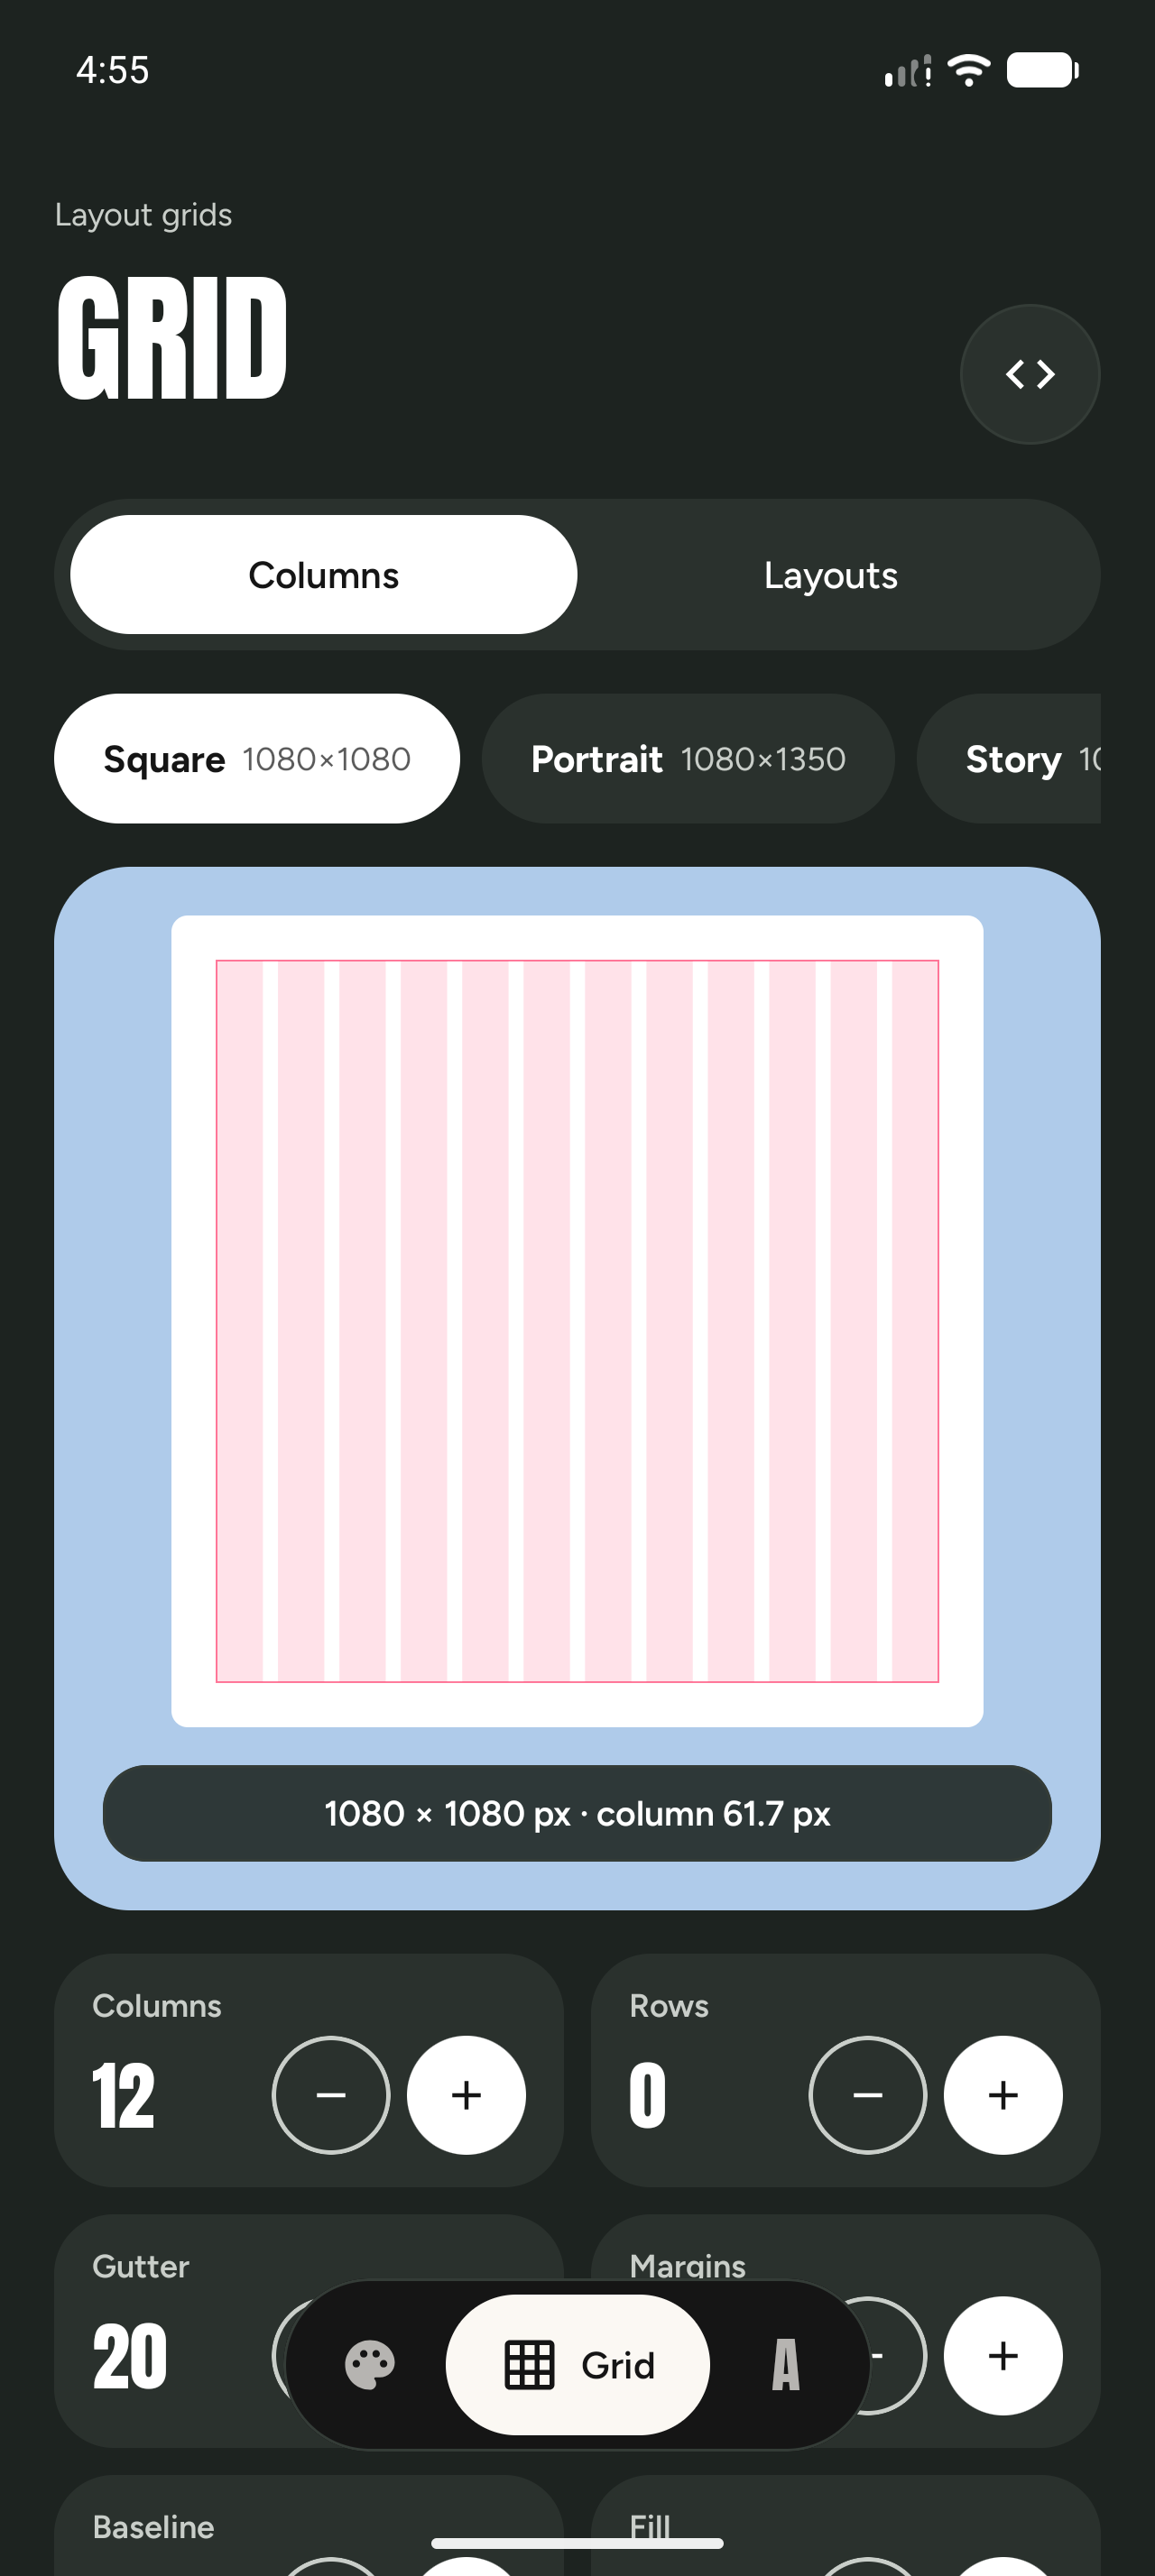 4:55
Layout grids
GRID
Columns
Layouts
Square 1080×1080
Portrait 1080×1350
Story
1080 × 1080 px · column 61.7 px
Columns
12
Rows
0
Gutter
20
Margins
Grid
A
Baseline
Fill